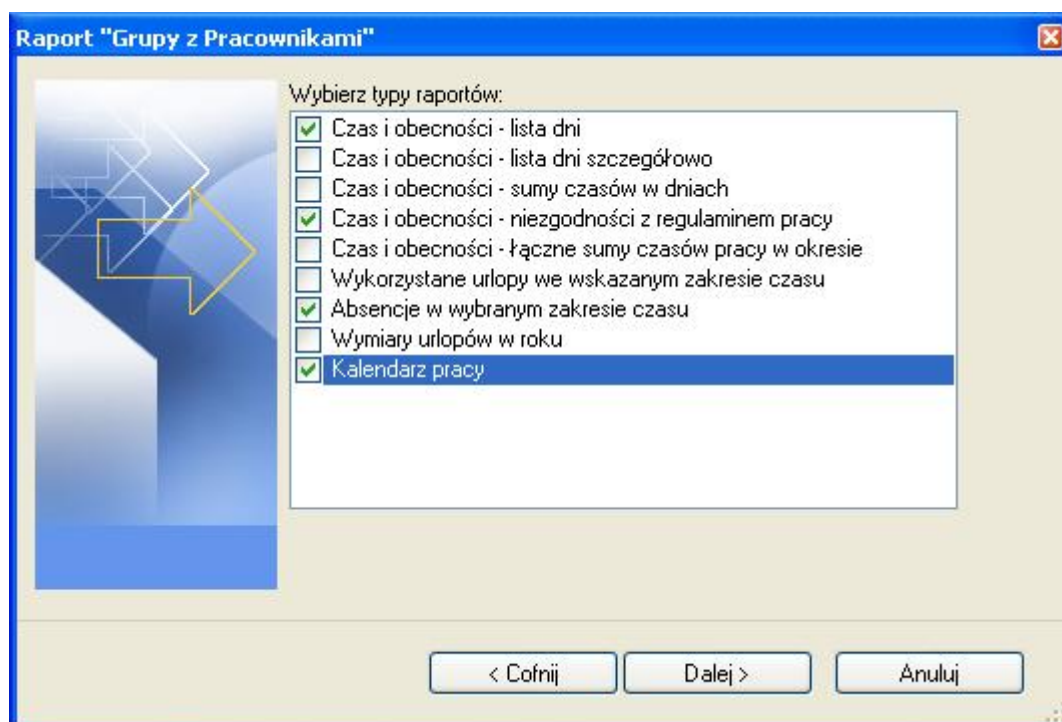 Raport "Grupy z Pracownikami"
Wybierz typy raportów:
Czas i obecności - lista dni
Czas i obecności - lista dni szczegółowo
Czas i obecności - sumy czasów w dniach
Czas i obecności - niezgodności z regulaminem pracy
Czas i obecności - łączne sumy czasów pracy w okresie
Wykorzystane urlopy we wskazanym zakresie czasu
Absencje w wybranym zakresie czasu
Wymiary urlopów w roku
Kalendarz pracy
< Cofnij Dalej > Anuluj